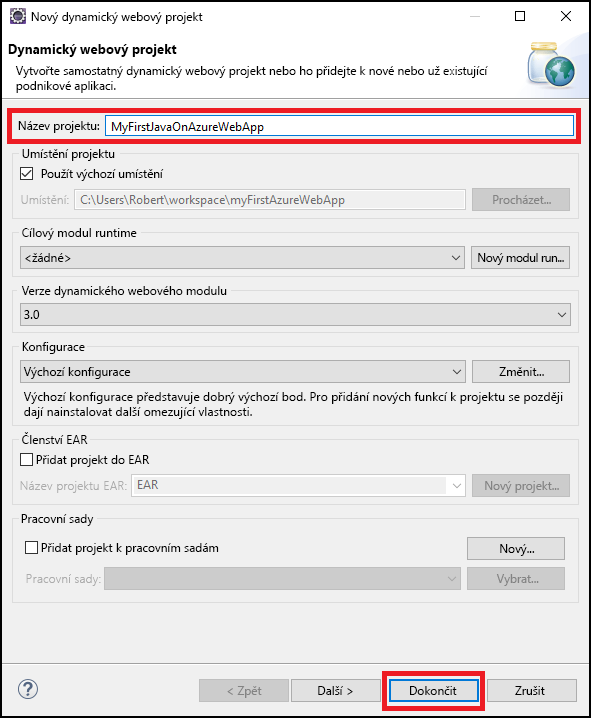 Nový dynamický webový projekt
Dynamický webový projekt
Vytvořte samostatný dynamický webový projekt nebo ho přidejte k nové nebo už existující
podnikové aplikaci.
Název projektu: MyFirstJavaOnAzureWebApp
Umístění projektu
Použít výchozí umístění
Umístění: C:\Users\Robert\workspace\myFirstAzureWebApp Procházet...
Cílový modul runtime
<žádné> Nový modul run...
Verze dynamického webového modulu
3.0
Konfigurace
Výchozí konfigurace Změnit...
Výchozí konfigurace představuje dobrý výchozí bod. Pro přidání nových funkcí k projektu se později
dají nainstalovat další omezující vlastnosti.
Členství EAR
Přidat projekt do EAR
Název projektu EAR: EAR Nový projekt...
Pracovní sady
Přidat projekt k pracovním sadám Nový...
Pracovní sady: Vybrat...
? < Zpět Další > Dokončit Zrušit